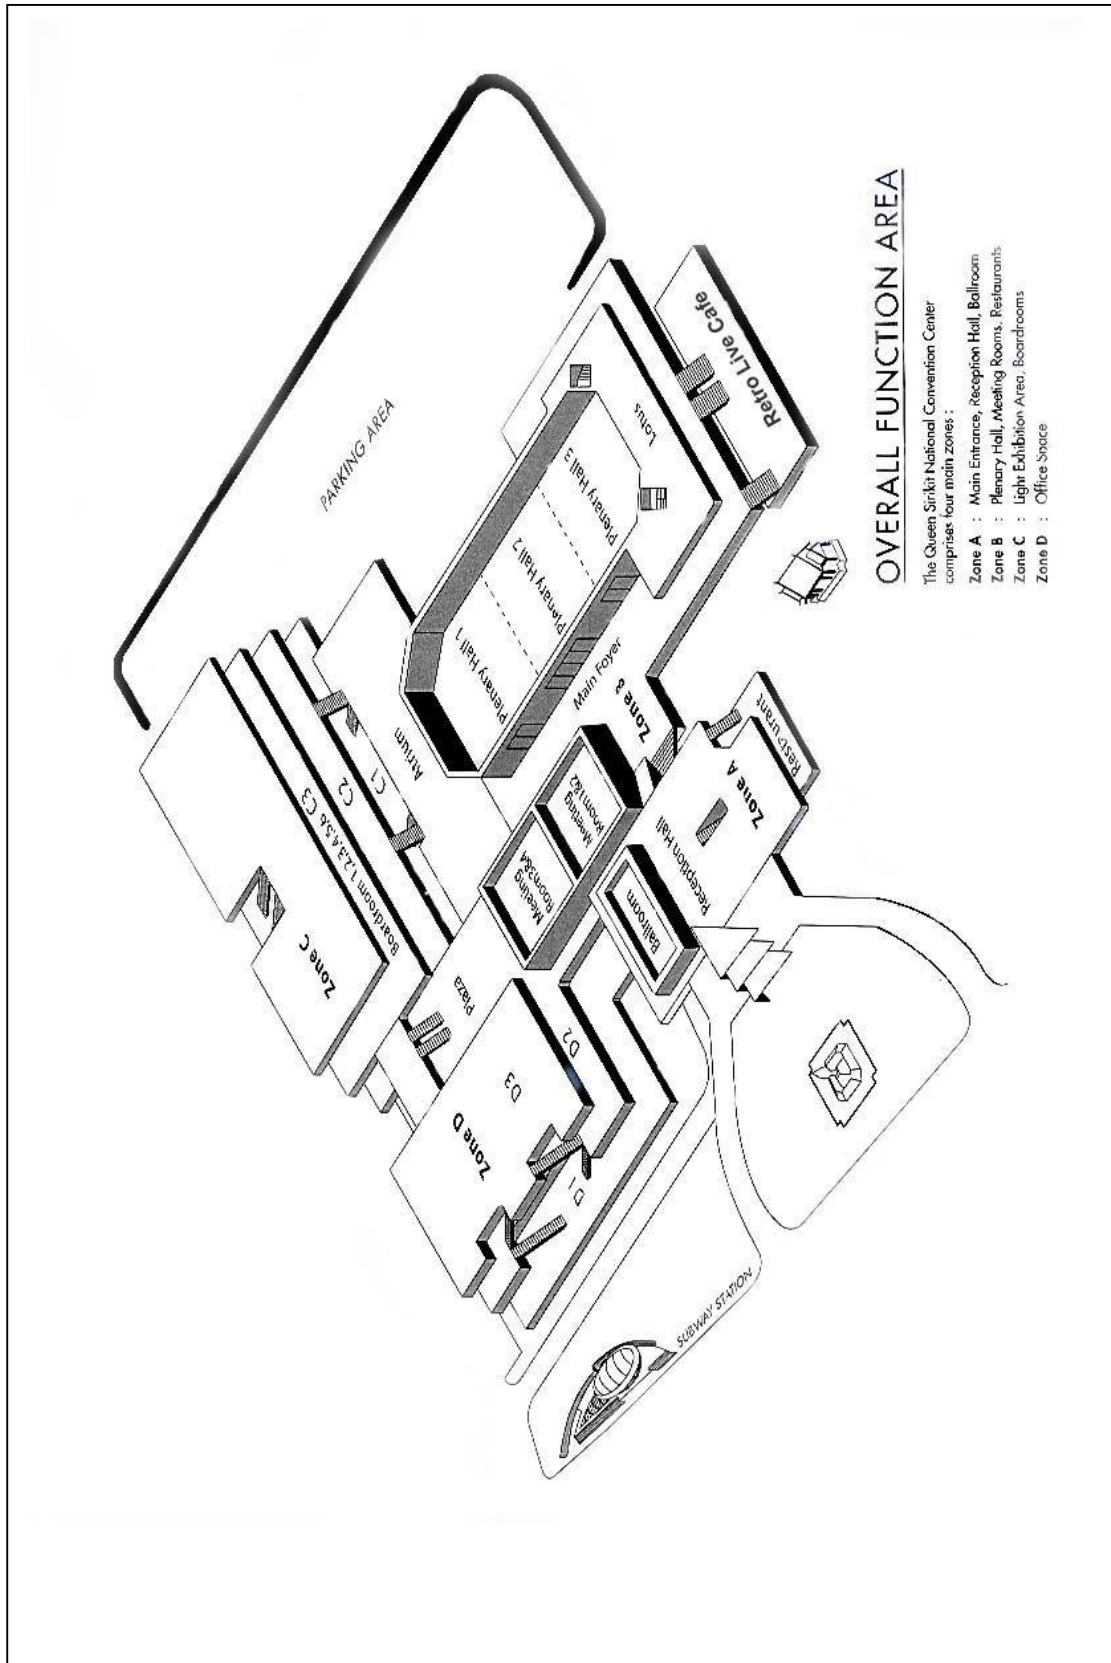 OVERALL FUNCTION AREA
The Queen Sirikit National Convention Center
comprises four main zones :
Zone A : Main Entrance, Reception Hall, Ballroom
Zone B : Plenary Hall, Meeting Rooms, Restaurants
Zone C : Light Exhibition Area, Boardrooms
Zone D : Office Space
PARKING AREA
Zone C
Boardroom 1,2,3,4,5,6 C3
C2
C1
Atrium
Plenary Hall 1
Plenary Hall 2
Plenary Hall 3
Lotus
Retro Live Cafe
Main Foyer
Zone B
Meeting
Room 1&2
Meeting
Room 3&4
Plaza
Zone D
D3
D2
D1
Ballroom
Reception Hall
Zone A
Restaurant
SUBWAY STATION